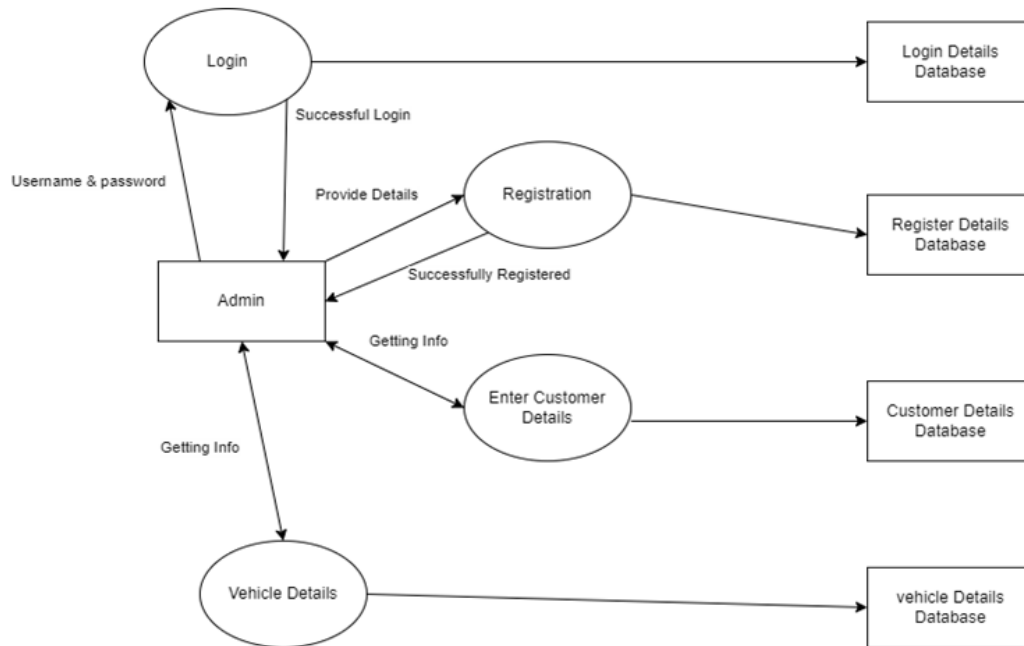 Login
Login Details
Database
Successful Login
Username & password
Provide Details
Registration
Register Details
Database
Successfully Registered
Admin
Getting Info
Enter Customer
Details
Customer Details
Database
Getting Info
Vehicle Details
vehicle Details
Database